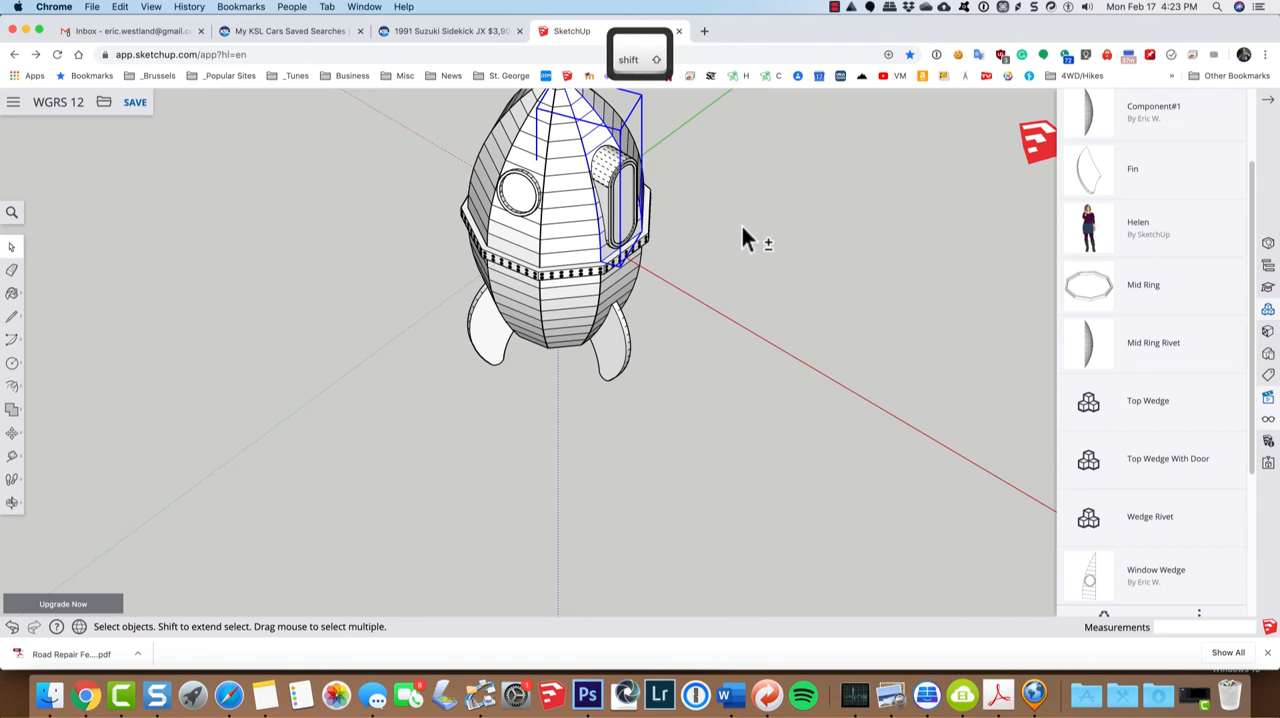 Chrome File Edit View History Bookmarks People Tab Window Help
Mon Feb 17 4:23 PM
Inbox - eric.westland@gmail.c
My KSL Cars Saved Searches
1991 Suzuki Sidekick JX $3,90
SketchUp
shift
app.sketchup.com/app?hl=en
Apps
Bookmarks
_Brussels
_Popular Sites
_Tunes
Business
Misc
News
St. George
H
C
VM
4WD/Hikes
»
Other Bookmarks
WGRS 12
SAVE
Component#1
By Eric W.
Fin
Helen
By SketchUp
Mid Ring
Mid Ring Rivet
Top Wedge
Top Wedge With Door
Wedge Rivet
Window Wedge
By Eric W.
Upgrade Now
Select objects. Shift to extend select. Drag mouse to select multiple.
Measurements
Road Repair Fe....pdf
Show All
Ps
Lr